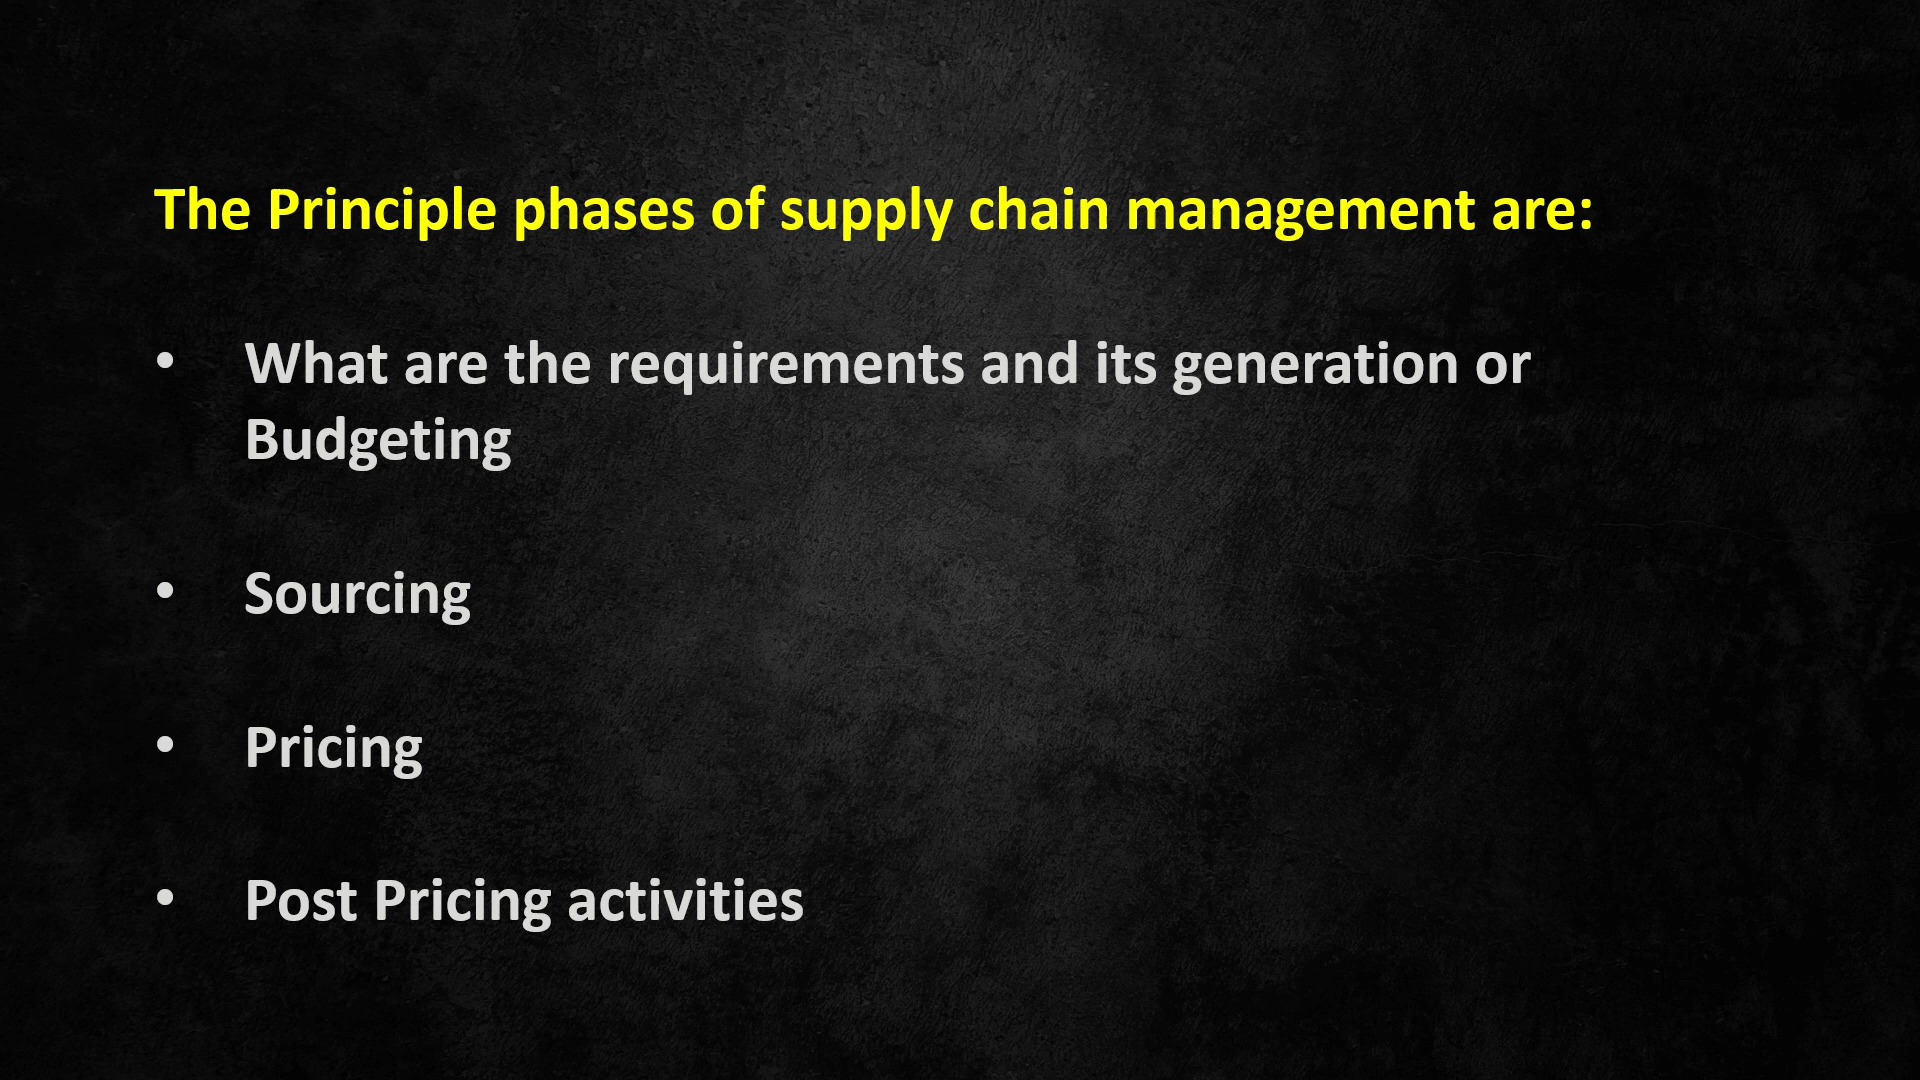 The Principle phases of supply chain management are:
• What are the requirements and its generation or
Budgeting
• Sourcing
• Pricing
• Post Pricing activities